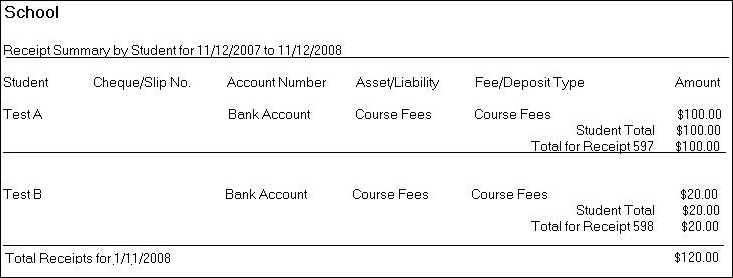 School
Receipt Summary by Student for 11/12/2007 to 11/12/2008
Student Cheque/Slip No. Account Number Asset/Liability Fee/Deposit Type Amount
Test A Bank Account Course Fees Course Fees $100.00
Student Total $100.00
Total for Receipt 597 $100.00
Test B Bank Account Course Fees Course Fees $20.00
Student Total $20.00
Total for Receipt 598 $20.00
Total Receipts for 1/11/2008 $120.00